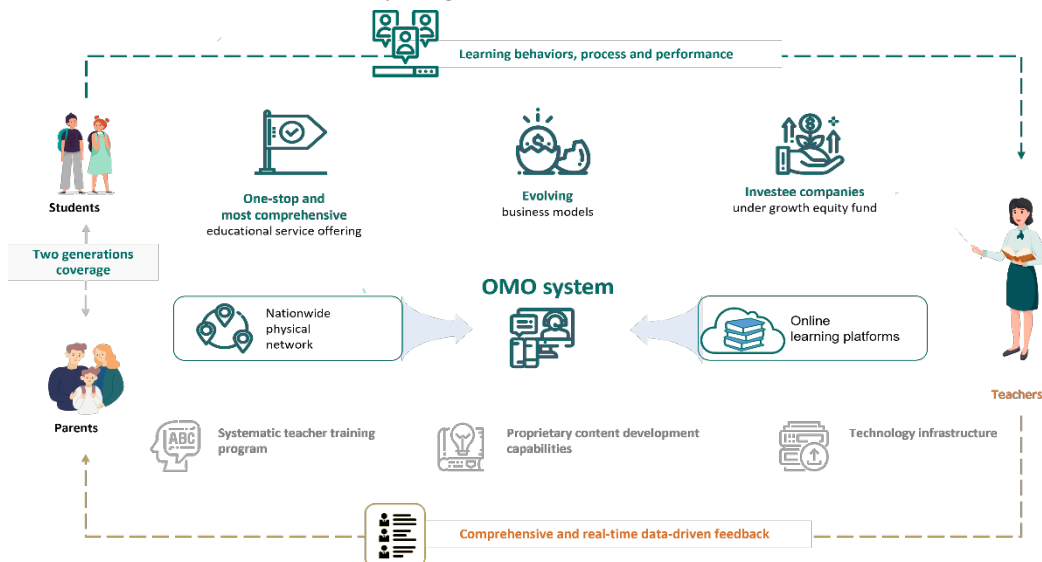 Learning behaviors, process and performance
One-stop and
most comprehensive
educational service offering
Evolving
business models
Investee companies
under growth equity fund
Students
Two generations
coverage
OMO system
Nationwide
physical
network
Online
learning platforms
Parents
Teachers
ABC
Systematic teacher training
program
Proprietary content development
capabilities
Technology infrastructure
Comprehensive and real-time data-driven feedback